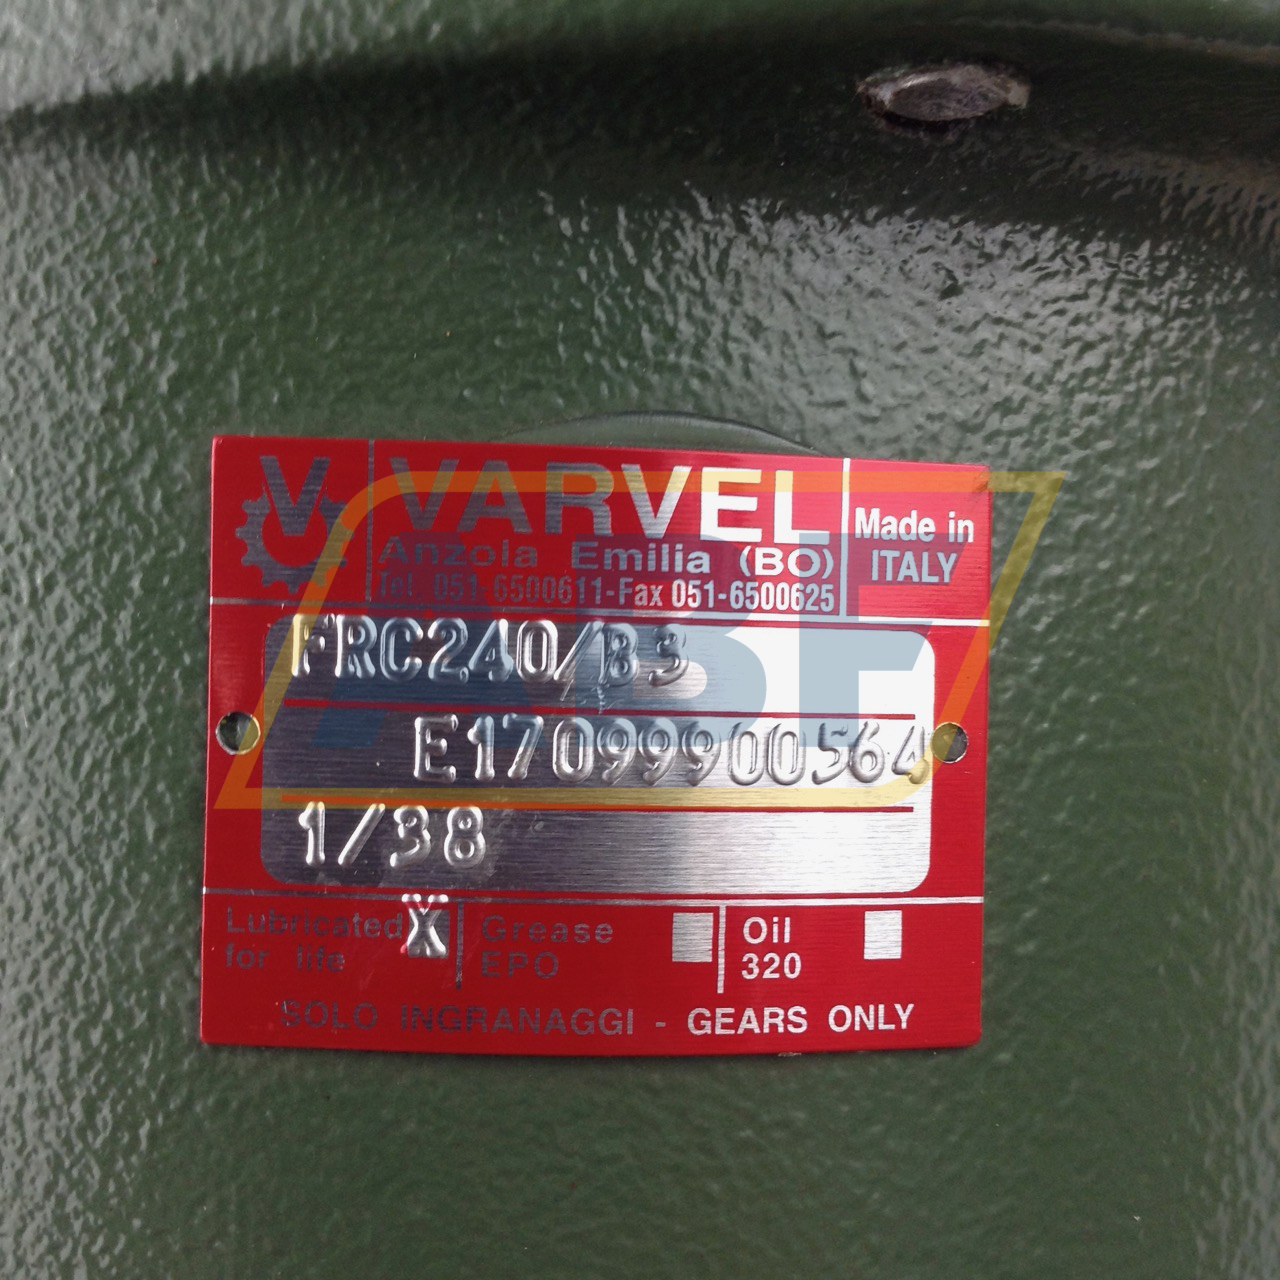 V VARVEL Made in
Anzola Emilia (BO) ITALY
Tel. 051-6500611-Fax 051-6500625
FRC240/B3
E17099900564
1/38
Lubricated X Grease Oil
for life EPO 320
SOLO INGRANAGGI - GEARS ONLY
ABF